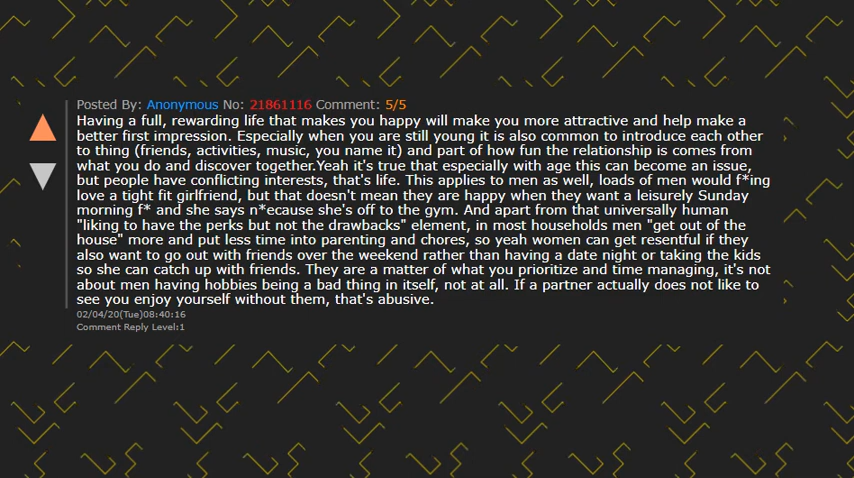 Posted By: Anonymous No: 21861116 Comment: 5/5
Having a full, rewarding life that makes you happy will make you more attractive and help make a
better first impression. Especially when you are still young it is also common to introduce each other
to thing (friends, activities, music, you name it) and part of how fun the relationship is comes from
what you do and discover together.Yeah it's true that especially with age this can become an issue,
but people have conflicting interests, that's life. This applies to men as well, loads of men would f*ing
love a tight fit girlfriend, but that doesn't mean they are happy when they want a leisurely Sunday
morning f* and she says n*ecause she's off to the gym. And apart from that universally human
"liking to have the perks but not the drawbacks" element, in most households men "get out of the
house" more and put less time into parenting and chores, so yeah women can get resentful if they
also want to go out with friends over the weekend rather than having a date night or taking the kids
so she can catch up with friends. They are a matter of what you prioritize and time managing, it's not
about men having hobbies being a bad thing in itself, not at all. If a partner actually does not like to
see you enjoy yourself without them, that's abusive.
02/04/20(Tue)08:40:16
Comment Reply Level:1